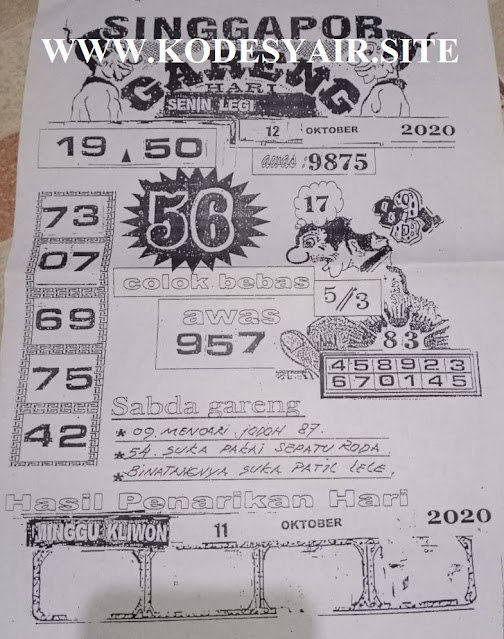 SINGGAPOR
WWW.KODESYAIR.SITE
GARENG
HARI
SENIN LEGI
12 OKTOBER 2020
19 50
awas : 9875
73
56
17
07
colok bebas
5/3
69
awas
957
83
458923
670145
75
42
Sabda gareng
* 09. MENCARI JODOH 87.
* 54. SUKA PAKAI SEPATU RODA.
* BINATANGNYA SUKA PATIL LELE.
Hasil Penarikan Hari
MINGGU KLIWON 11 OKTOBER 2020